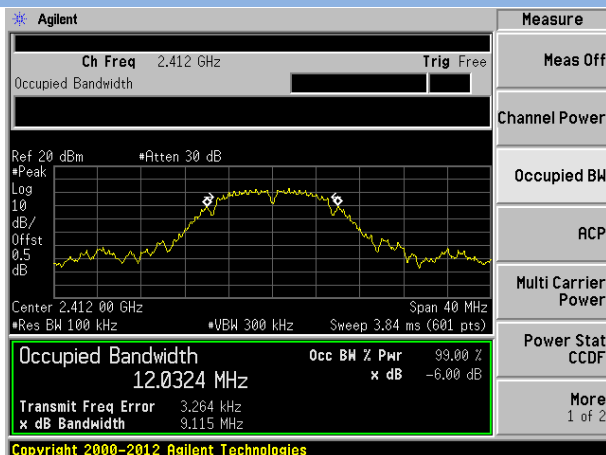 Agilent
Measure
Ch Freq 2.412 GHz Trig Free
Occupied Bandwidth
Meas Off
Channel Power
Occupied BW
ACP
Multi Carrier
Power
Power Stat
CCDF
More
1 of 2
Ref 20 dBm #Atten 30 dB
#Peak
Log
10
dB/
Offst
0.5
dB
Center 2.412 00 GHz Span 40 MHz
#Res BW 100 kHz #VBW 300 kHz Sweep 3.84 ms (601 pts)
Occupied Bandwidth Occ BW % Pwr 99.00 %
12.0324 MHz x dB -6.00 dB
Transmit Freq Error 3.264 kHz
x dB Bandwidth 9.115 MHz
Copyright 2000-2012 Agilent Technologies